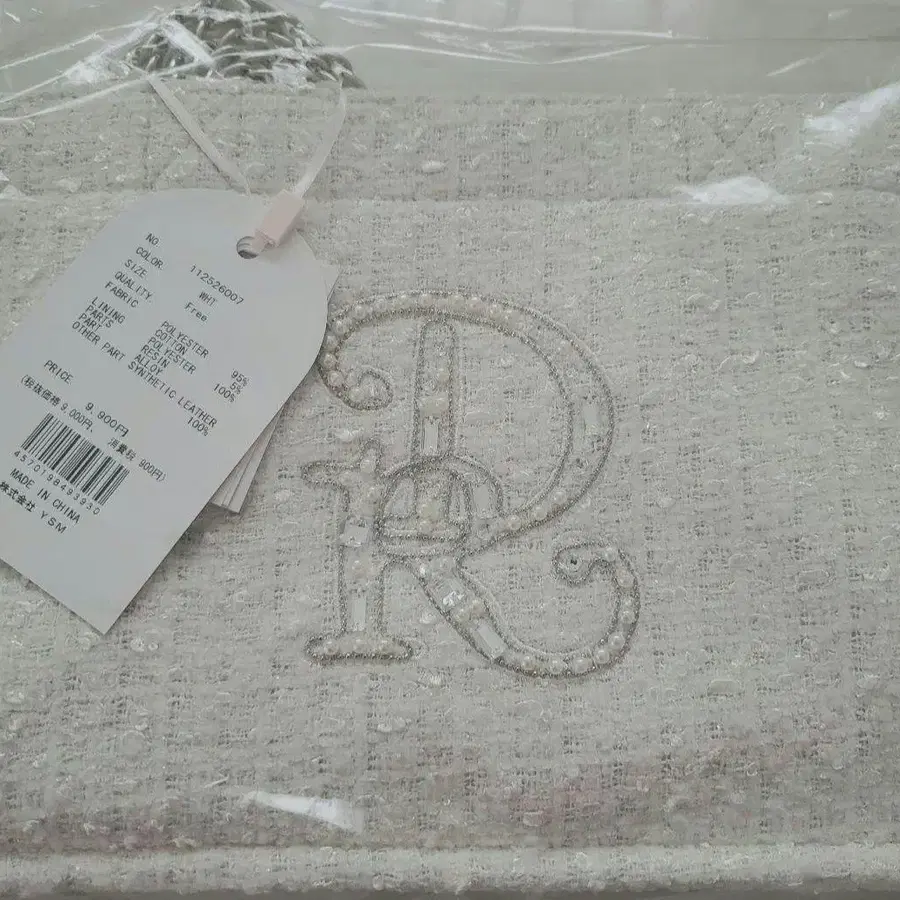 NO 112526007
COLOR WHT
SIZE Free
QUALITY
FABRIC POLYESTER 95%
COTTON 5%
LINING POLYESTER 100%
PARTS RESIN
PART ALLOY
OTHER PART SYNTHETIC LEATHER 100%
PRICE 9,900円
(税抜価格 9,000円, 消費税 900円)
4570198493930
MADE IN CHINA
株式会社 YSM
R